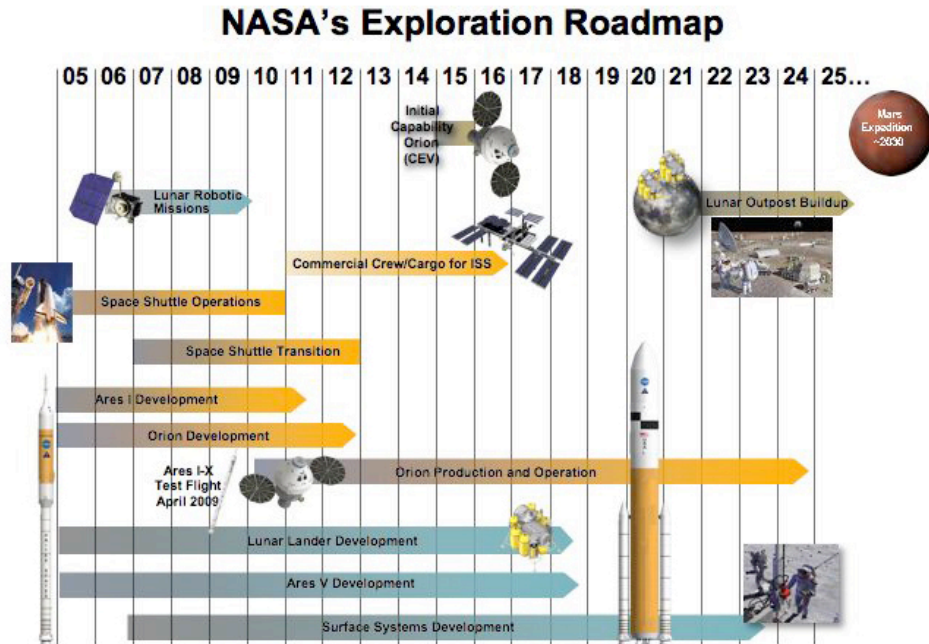 NASA's Exploration Roadmap
05 06 07 08 09 10 11 12 13 14 15 16 17 18 19 20 21 22 23 24 25...
Initial
Capability
Orion
(CEV)
Mars
Expedition
~2030
Lunar Robotic
Missions
Lunar Outpost Buildup
Commercial Crew/Cargo for ISS
Space Shuttle Operations
Space Shuttle Transition
Ares I Development
Orion Development
Ares I-X
Test Flight
April 2009
Orion Production and Operation
Lunar Lander Development
Ares V Development
Surface Systems Development